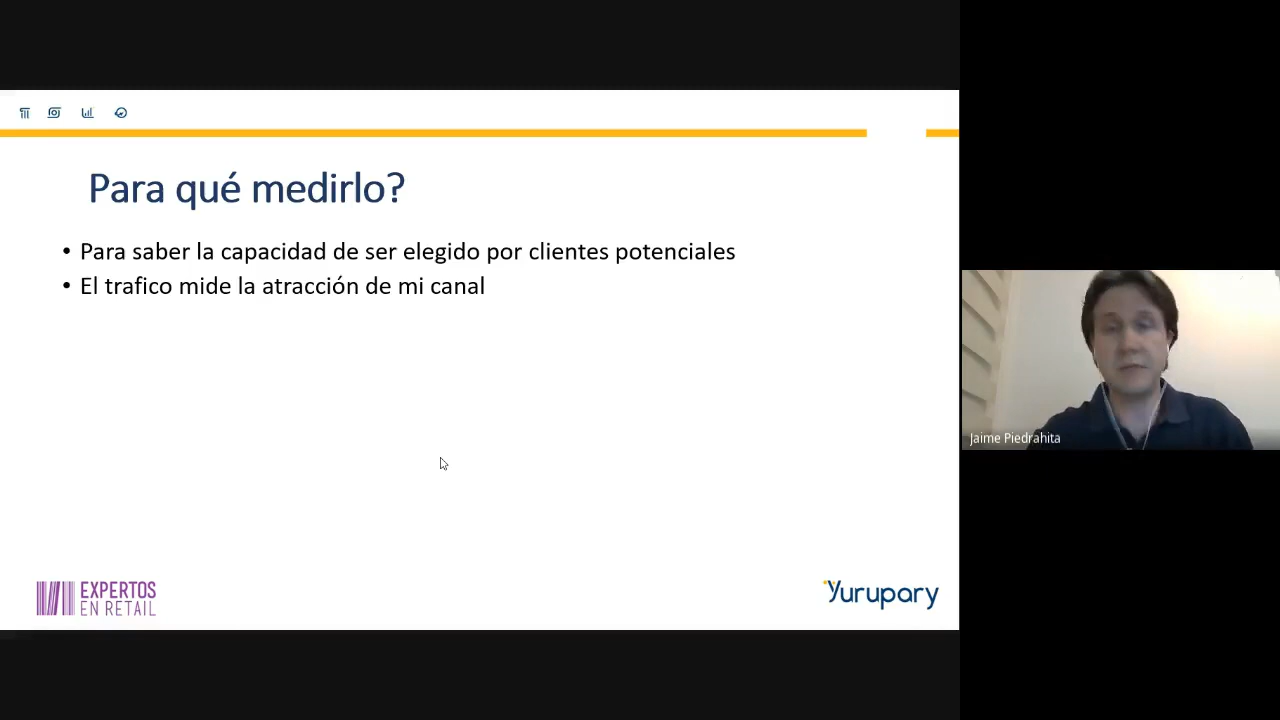 Para qué medirlo?
• Para saber la capacidad de ser elegido por clientes potenciales
• El trafico mide la atracción de mi canal
Jaime Piedrahita
EXPERTOS
EN RETAIL
Yurupary